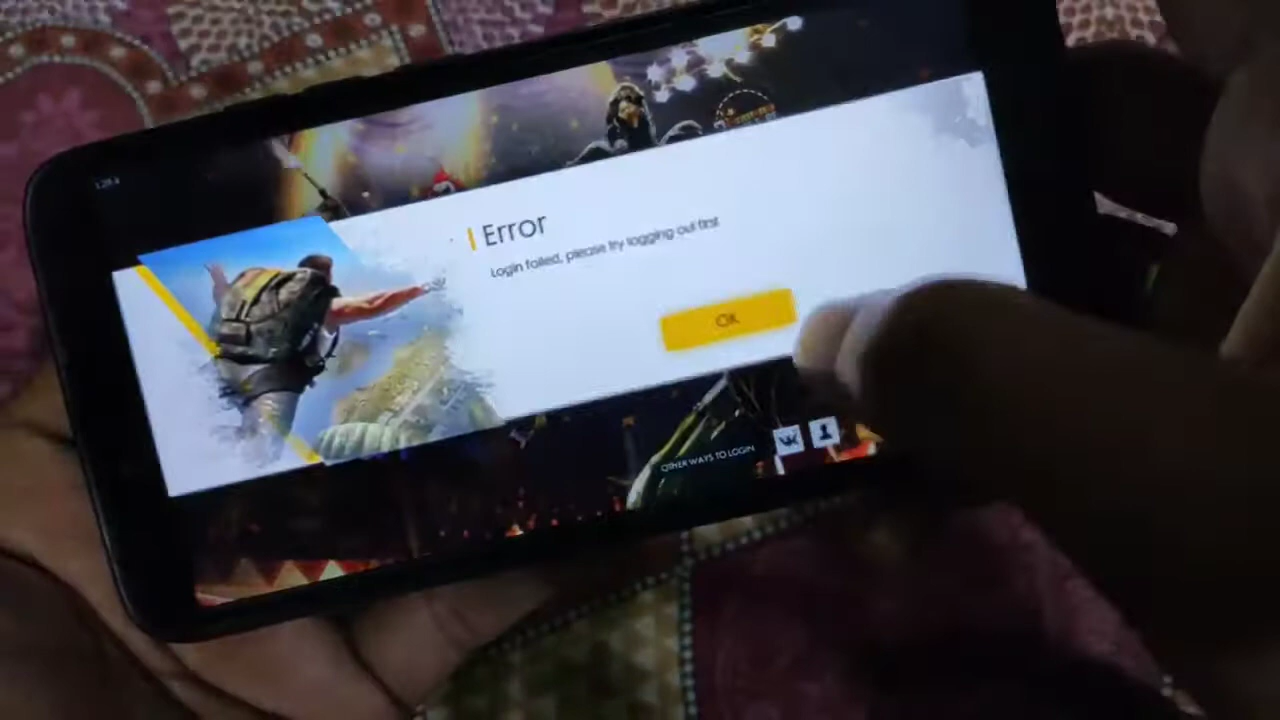 Error
Login failed, please try logging out first
OK
OTHER WAYS TO LOGIN